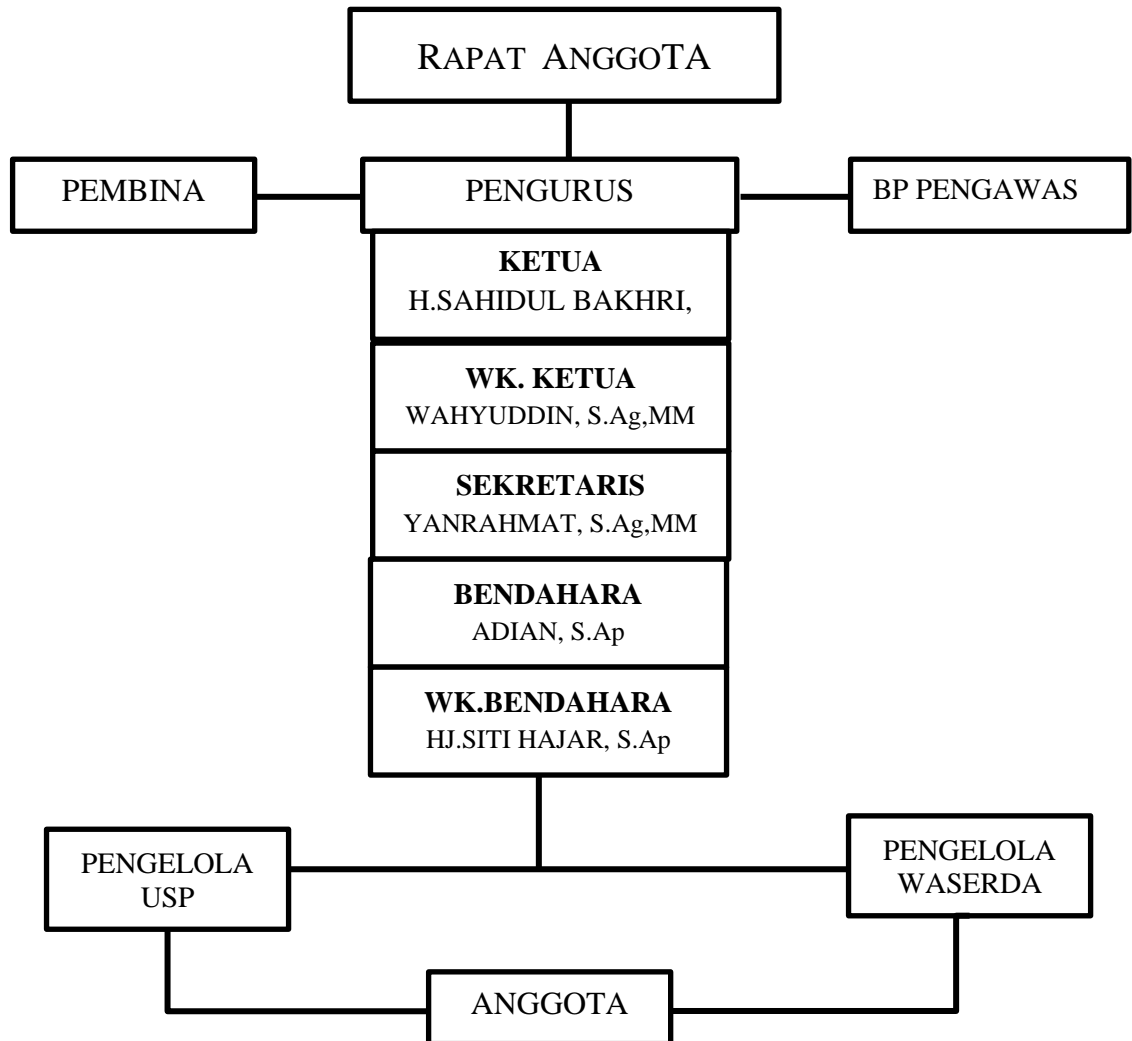 RAPAT ANGGOTA
PEMBINA
PENGURUS
BP PENGAWAS
KETUA
H.SAHIDUL BAKHRI,
WK. KETUA
WAHYUDDIN, S.Ag,MM
SEKRETARIS
YANRAHMAT, S.Ag,MM
BENDAHARA
ADIAN, S.Ap
WK.BENDAHARA
HJ.SITI HAJAR, S.Ap
PENGELOLA
USP
PENGELOLA
WASERDA
ANGGOTA